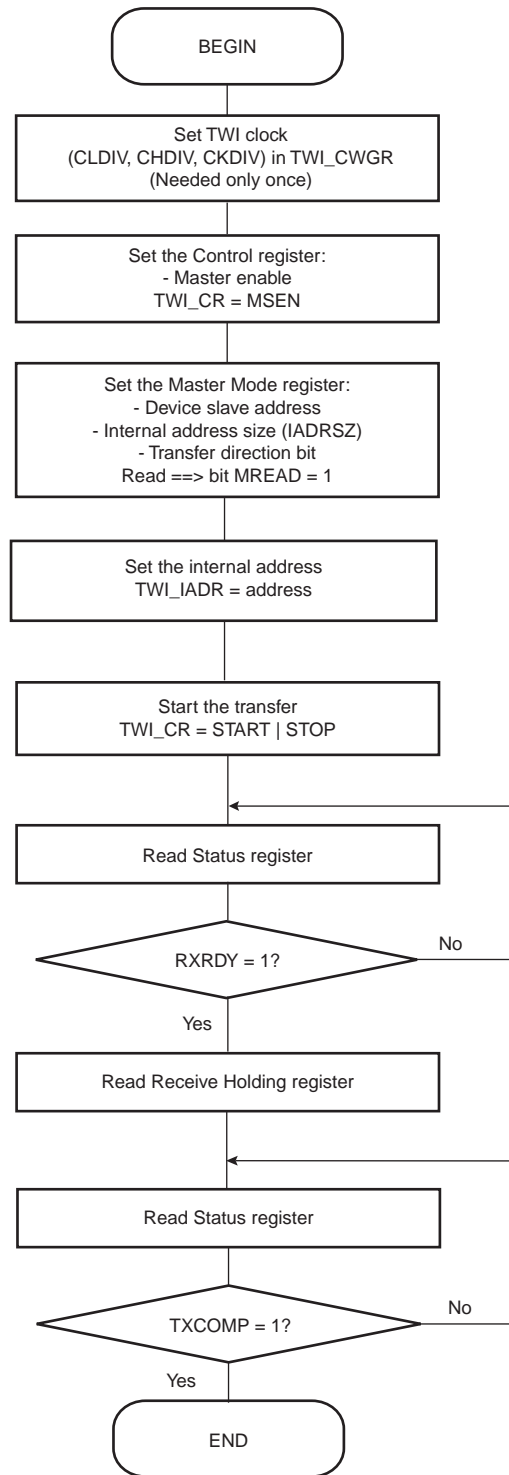 BEGIN
Set TWI clock
(CLDIV, CHDIV, CKDIV) in TWI_CWGR
(Needed only once)
Set the Control register:
- Master enable
TWI_CR = MSEN
Set the Master Mode register:
- Device slave address
- Internal address size (IADRSZ)
- Transfer direction bit
Read ==> bit MREAD = 1
Set the internal address
TWI_IADR = address
Start the transfer
TWI_CR = START | STOP
Read Status register
RXRDY = 1?
No
Yes
Read Receive Holding register
Read Status register
TXCOMP = 1?
No
Yes
END